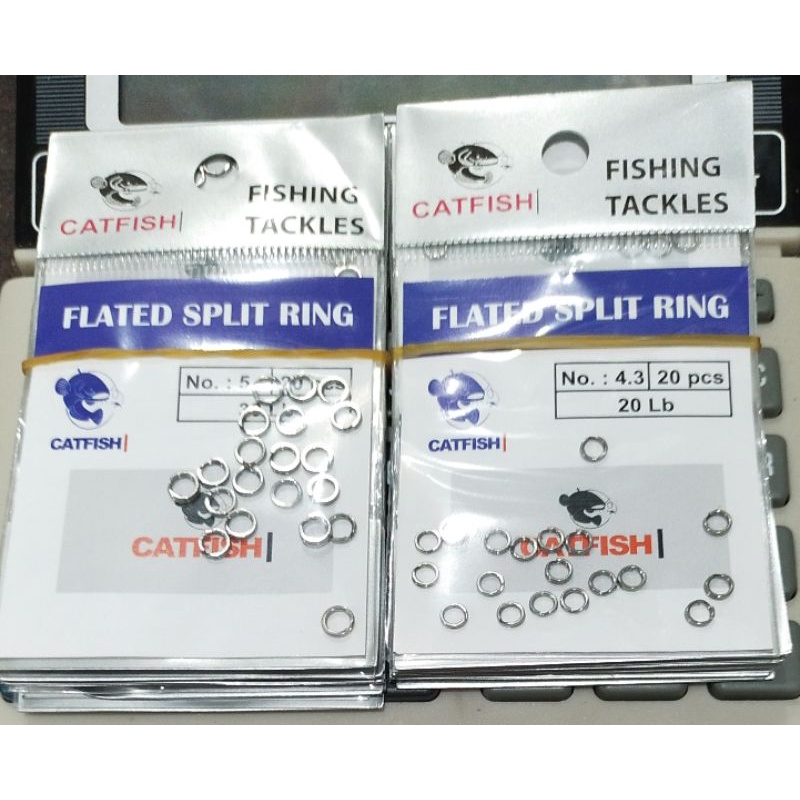 CATFISH
FISHING
TACKLES
FLATED SPLIT RING
No. : 5.
CATFISH
CATFISH
CATFISH
FISHING
TACKLES
FLATED SPLIT RING
No. : 4.3 20 pcs
20 Lb
CATFISH
CATFISH